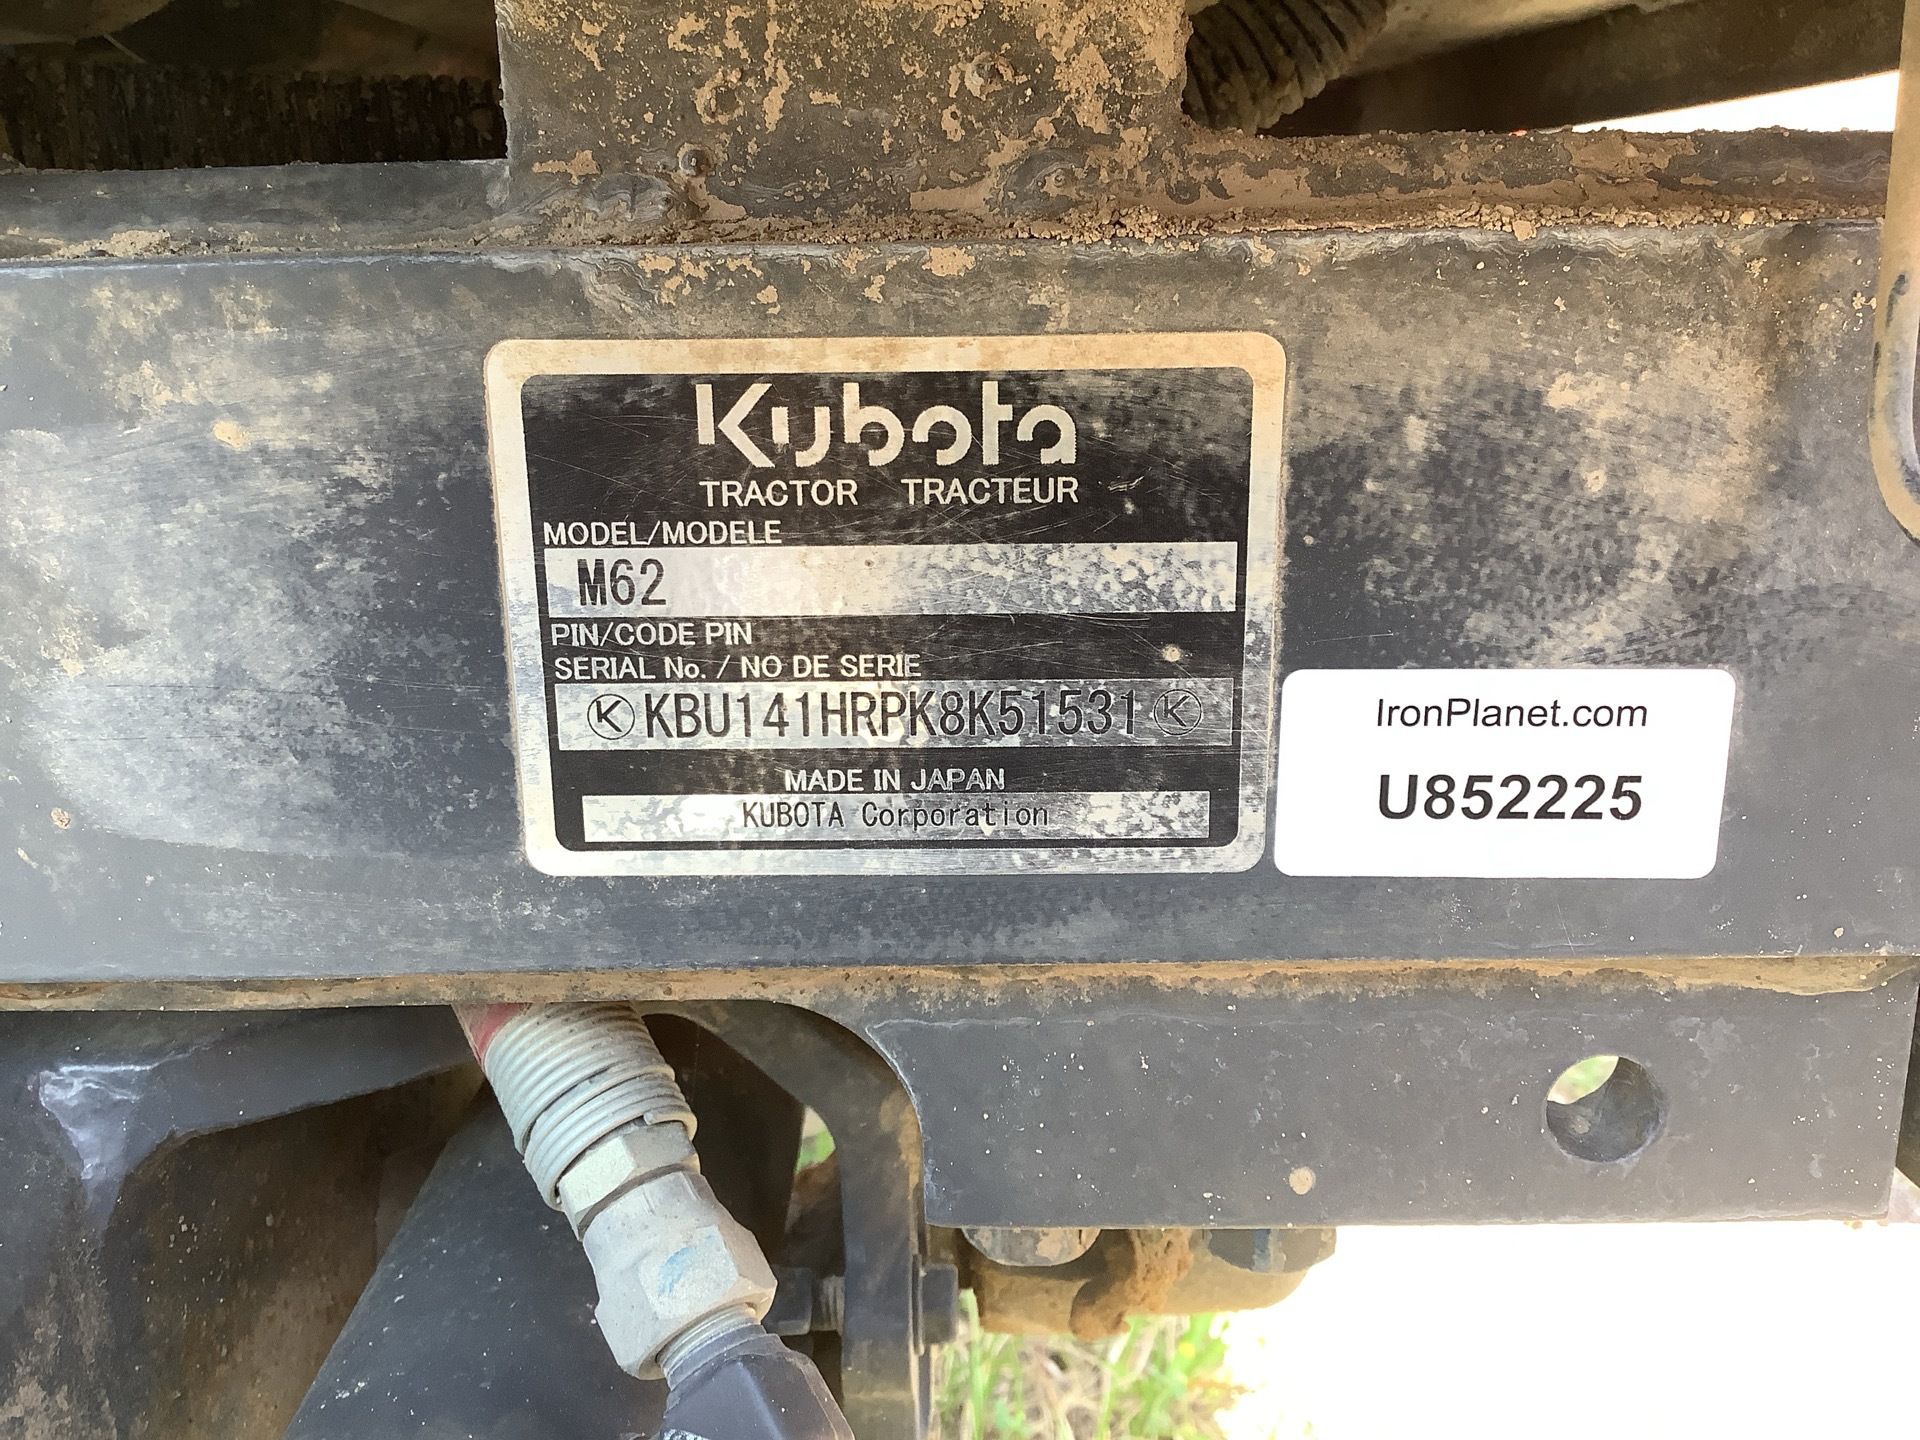 Kubota
TRACTOR TRACTEUR
MODEL/MODELE
M62
PIN/CODE PIN
SERIAL No. / NO DE SERIE
KBU141HRPK8K51531
MADE IN JAPAN
KUBOTA Corporation
IronPlanet.com
U852225